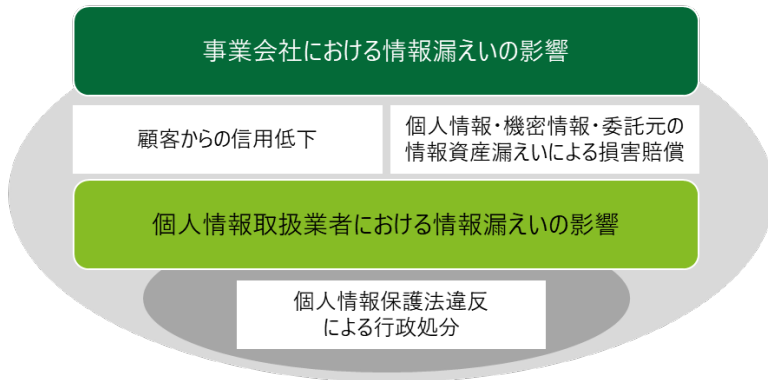 事業会社における情報漏えいの影響
顧客からの信用低下
個人情報・機密情報・委託元の
情報資産漏えいによる損害賠償
個人情報取扱業者における情報漏えいの影響
個人情報保護法違反
による行政処分